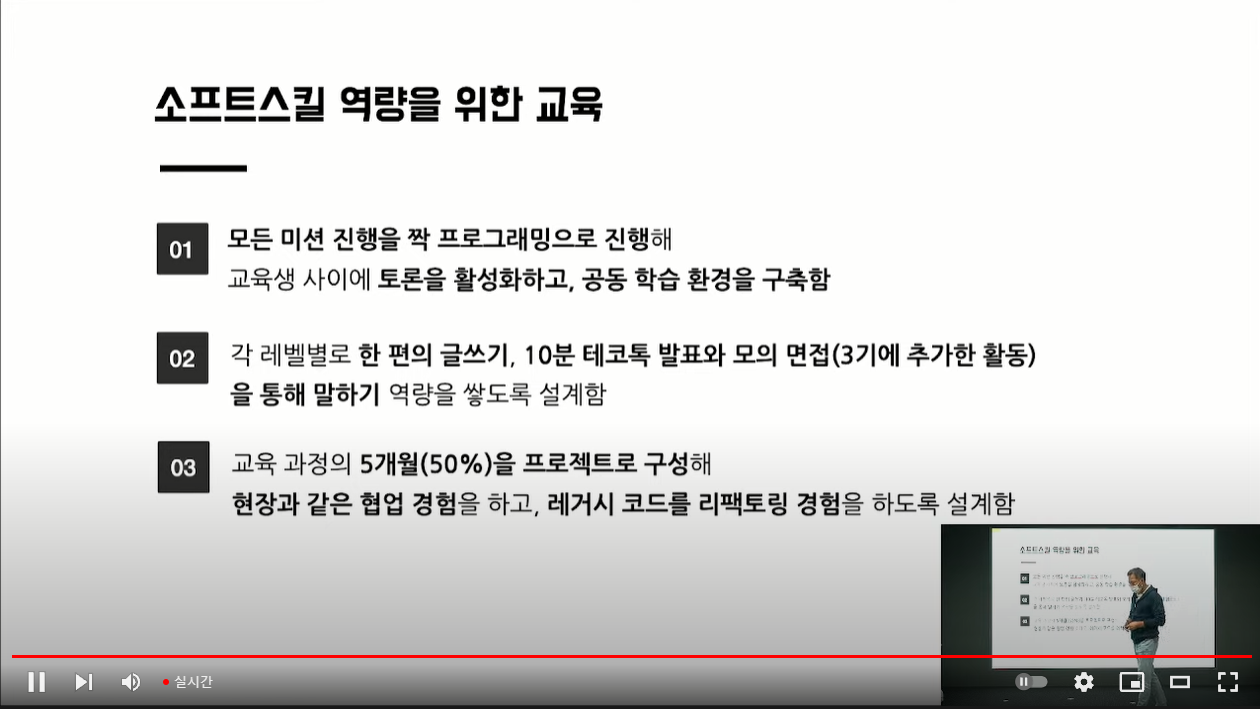 소프트스킬 역량을 위한 교육
01
모든 미션 진행을 짝 프로그래밍으로 진행해
교육생 사이에 토론을 활성화하고, 공동 학습 환경을 구축함
02
각 레벨별로 한 편의 글쓰기, 10분 테코톡 발표와 모의 면접(3기에 추가한 활동)
을 통해 말하기 역량을 쌓도록 설계함
03
교육 과정의 5개월(50%)을 프로젝트로 구성해
현장과 같은 협업 경험을 하고, 레거시 코드를 리팩토링 경험을 하도록 설계함
소프트스킬 역량을 위한 교육
실시간